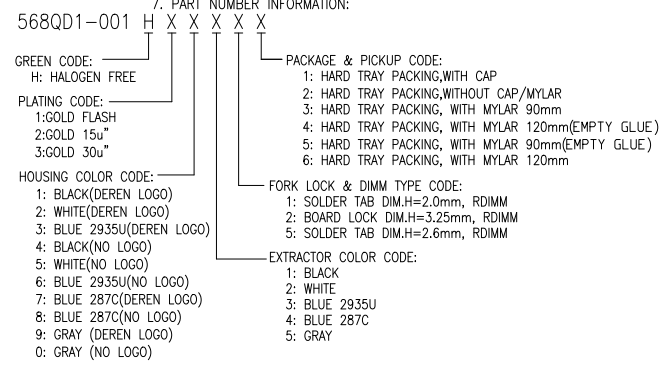 7. PART NUMBER INFORMATION:
568QD1-001 H X X X X X
GREEN CODE:
H: HALOGEN FREE
PLATING CODE:
1:GOLD FLASH
2:GOLD 15u"
3:GOLD 30u"
HOUSING COLOR CODE:
1: BLACK(DEREN LOGO)
2: WHITE(DEREN LOGO)
3: BLUE 2935U(DEREN LOGO)
4: BLACK(NO LOGO)
5: WHITE(NO LOGO)
6: BLUE 2935U(NO LOGO)
7: BLUE 287C(DEREN LOGO)
8: BLUE 287C(NO LOGO)
9: GRAY (DEREN LOGO)
0: GRAY (NO LOGO)
PACKAGE & PICKUP CODE:
1: HARD TRAY PACKING,WITH CAP
2: HARD TRAY PACKING,WITHOUT CAP/MYLAR
3: HARD TRAY PACKING, WITH MYLAR 90mm
4: HARD TRAY PACKING, WITH MYLAR 120mm(EMPTY GLUE)
5: HARD TRAY PACKING, WITH MYLAR 90mm(EMPTY GLUE)
6: HARD TRAY PACKING, WITH MYLAR 120mm
FORK LOCK & DIMM TYPE CODE:
1: SOLDER TAB DIM.H=2.0mm, RDIMM
2: BOARD LOCK DIM.H=3.25mm, RDIMM
5: SOLDER TAB DIM.H=2.6mm, RDIMM
EXTRACTOR COLOR CODE:
1: BLACK
2: WHITE
3: BLUE 2935U
4: BLUE 287C
5: GRAY